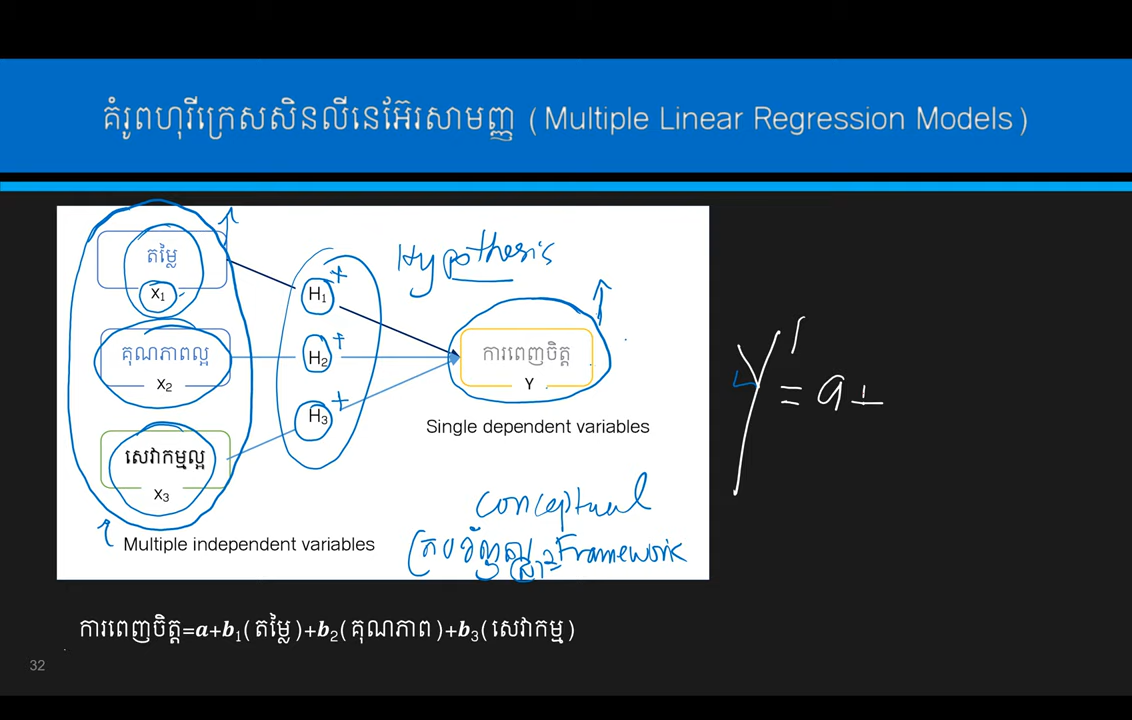 គំរូពហុរីក្រេសសិនលីនេអ៊ែរសាមញ្ញ (Multiple Linear Regression Models)
Hypothesis
តម្លៃ
X1
H1 +
គុណភាពល្អ
X2
H2 +
ការពេញចិត្ត
Y
សេវាកម្មល្អ
X3
H3 +
Single dependent variables
Y = a +
Conceptual
Framework
Multiple independent variables
ការពេញចិត្ត=a+b1(តម្លៃ)+b2(គុណភាព)+b3(សេវាកម្ម)
32